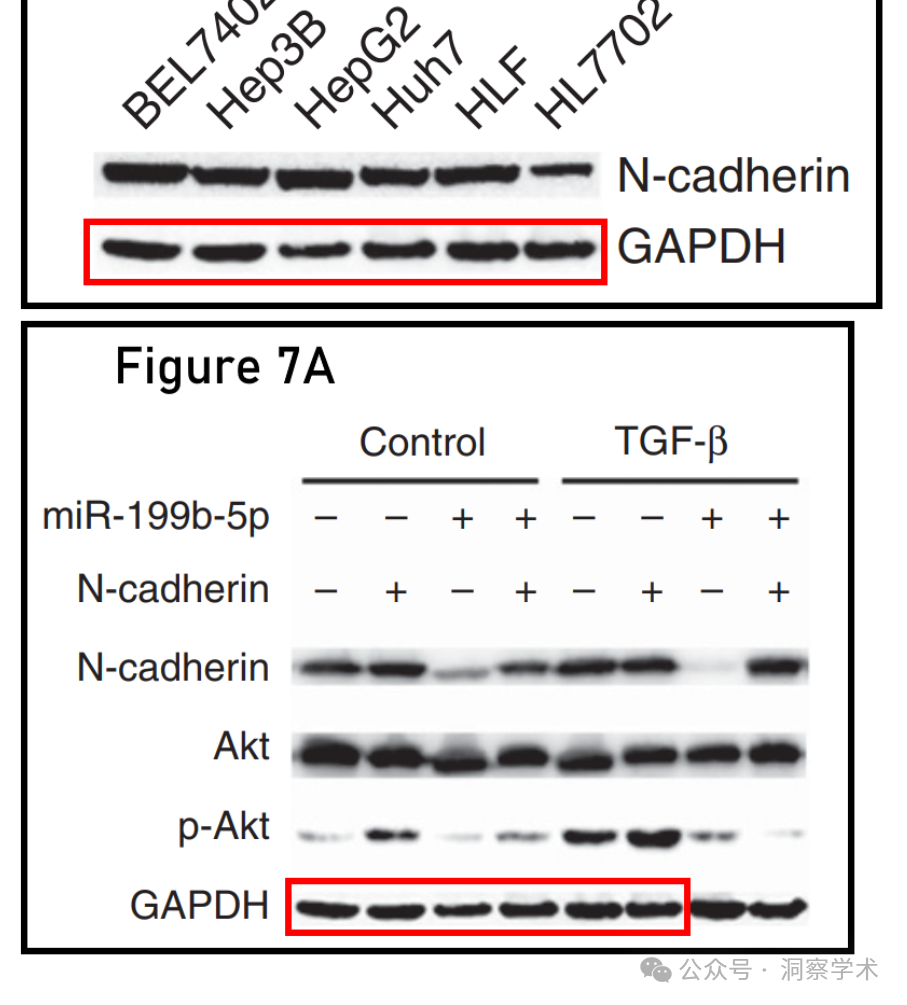 BEL7402 Hep3B HepG2 Huh7 HLF HL7702
N-cadherin
GAPDH
Figure 7A
Control TGF-β
miR-199b-5p − − + + − − + +
N-cadherin − + − + − + − +
N-cadherin
Akt
p-Akt
GAPDH
公众号 · 洞察学术